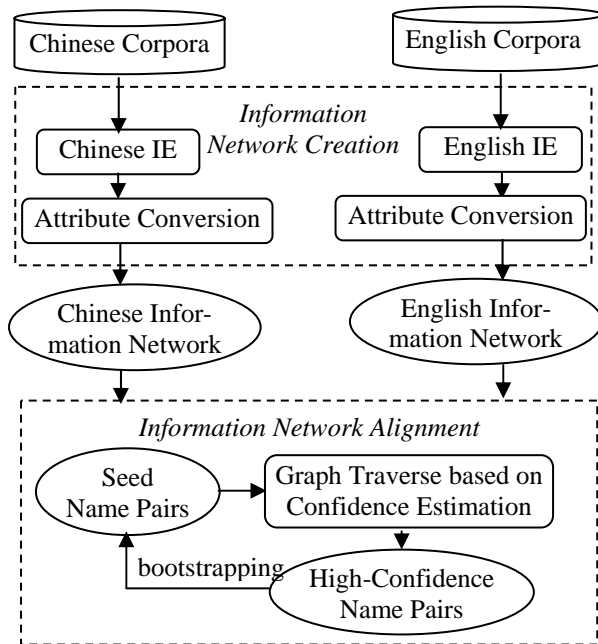 Chinese Corpora
English Corpora
Information
Network Creation
Chinese IE
English IE
Attribute Conversion
Attribute Conversion
Chinese Infor-
mation Network
English Infor-
mation Network
Information Network Alignment
Seed
Name Pairs
Graph Traverse based on
Confidence Estimation
bootstrapping
High-Confidence
Name Pairs